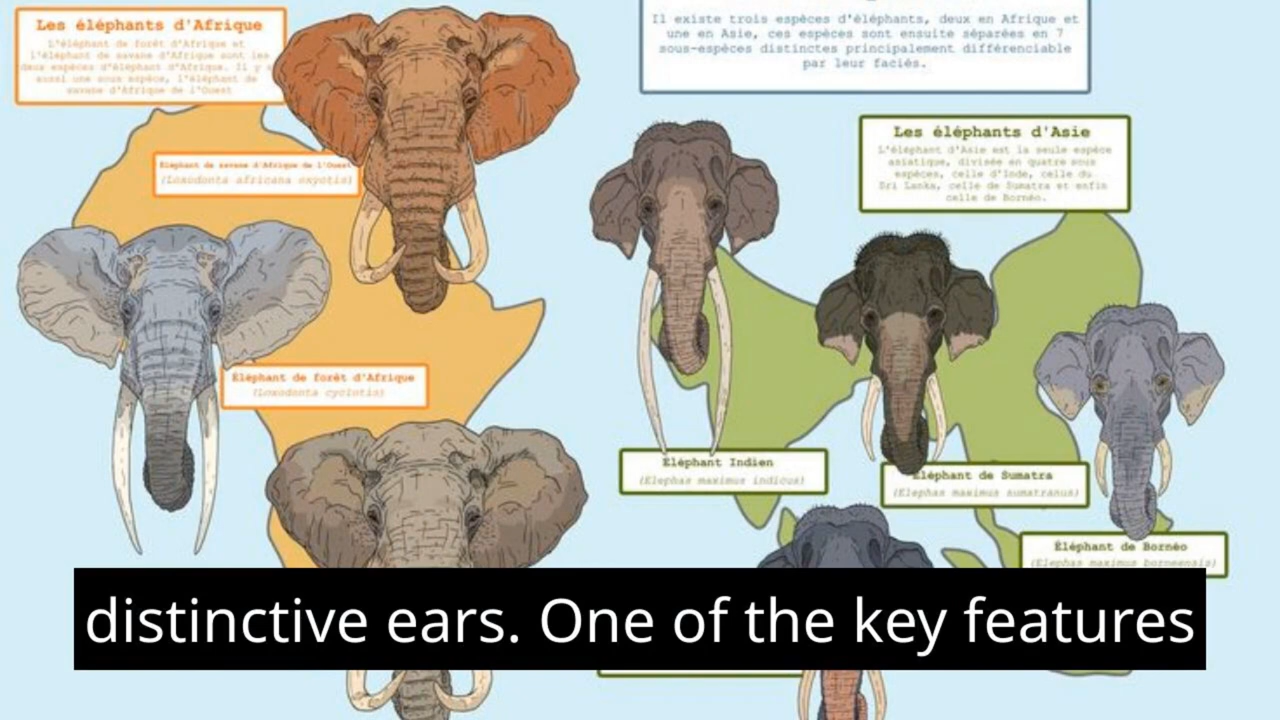 Les éléphants d'Afrique
L'éléphant de forêt d'Afrique et
l'éléphant de savane d'Afrique sont les
deux espèces d'éléphant d'Afrique. Il y a
aussi une sous espèce, l'éléphant de
savane d'Afrique de l'Ouest
Il existe trois espèces d'éléphants, deux en Afrique et
une en Asie, ces espèces sont ensuite séparées en 7
sous-espèces distinctes principalement différenciable
par leur faciés.
Les éléphants d'Asie
L'éléphant d'Asie est la seule espèce
asiatique, divisée en quatre sous
espèces, celle d'Inde, celle du
Sri Lanka, celle de Sumatra et enfin
celle de Bornéo.
Éléphant de savane d'Afrique de l'Ouest
(Loxodonta africana oxyotis)
Éléphant de forêt d'Afrique
(Loxodonta cyclotis)
Éléphant Indien
(Elephas maximus indicus)
Éléphant de Sumatra
(Elephas maximus sumatranus)
Éléphant de Bornéo
(Elephas maximus borneensis)
distinctive ears. One of the key features